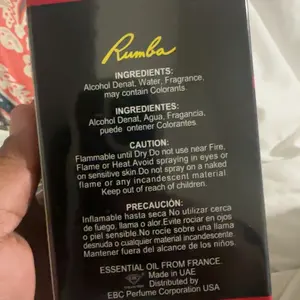 Rumba
INGREDIENTS:
Alcohol Denat, Water, Fragrance,
may contain Colorants.
INGREDIENTES:
Alcohol Denat, Agua, Fragancia,
puede ontener Colorantes.
CAUTION:
Flammable until Dry Do not use near Fire,
Flame or Heat.Avoid spraying in eyes or
on sensitive skin.Do not spray on a naked
flame or any incandescent material
Keep out of reach of children.
PRECAUCIÓN:
Inflamable hasta seca No utilizar cerca
de fuego, llama o alor.Evite rociar en ojos
o piel sensible.No rocíe sobre una llama
desnuda o cualquier material incandescente.
Mantenga fuera del alcance de los niños.
ESSENTIAL OIL FROM FRANCE.
Made in UAE
Distributed by
EBC Perfume Corporation USA